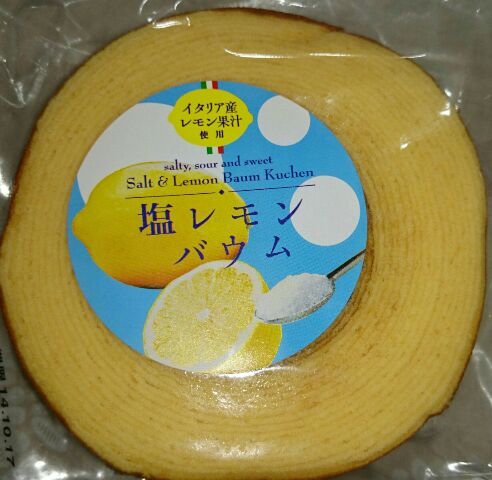 イタリア産
レモン果汁
使用
salty, sour and sweet
Salt & Lemon Baum Kuchen
塩レモン
バウム
14.10.17